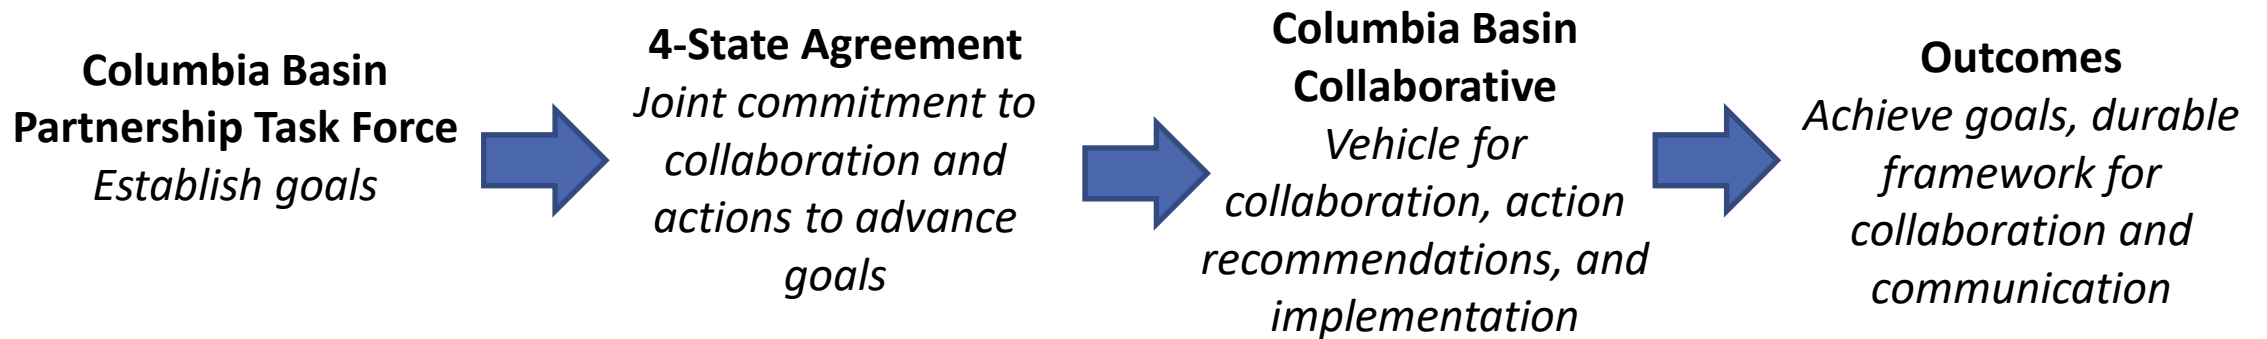 Columbia Basin
Partnership Task Force
Establish goals
4-State Agreement
Joint commitment to
collaboration and
actions to advance
goals
Columbia Basin
Collaborative
Vehicle for
collaboration, action
recommendations, and
implementation
Outcomes
Achieve goals, durable
framework for
collaboration and
communication